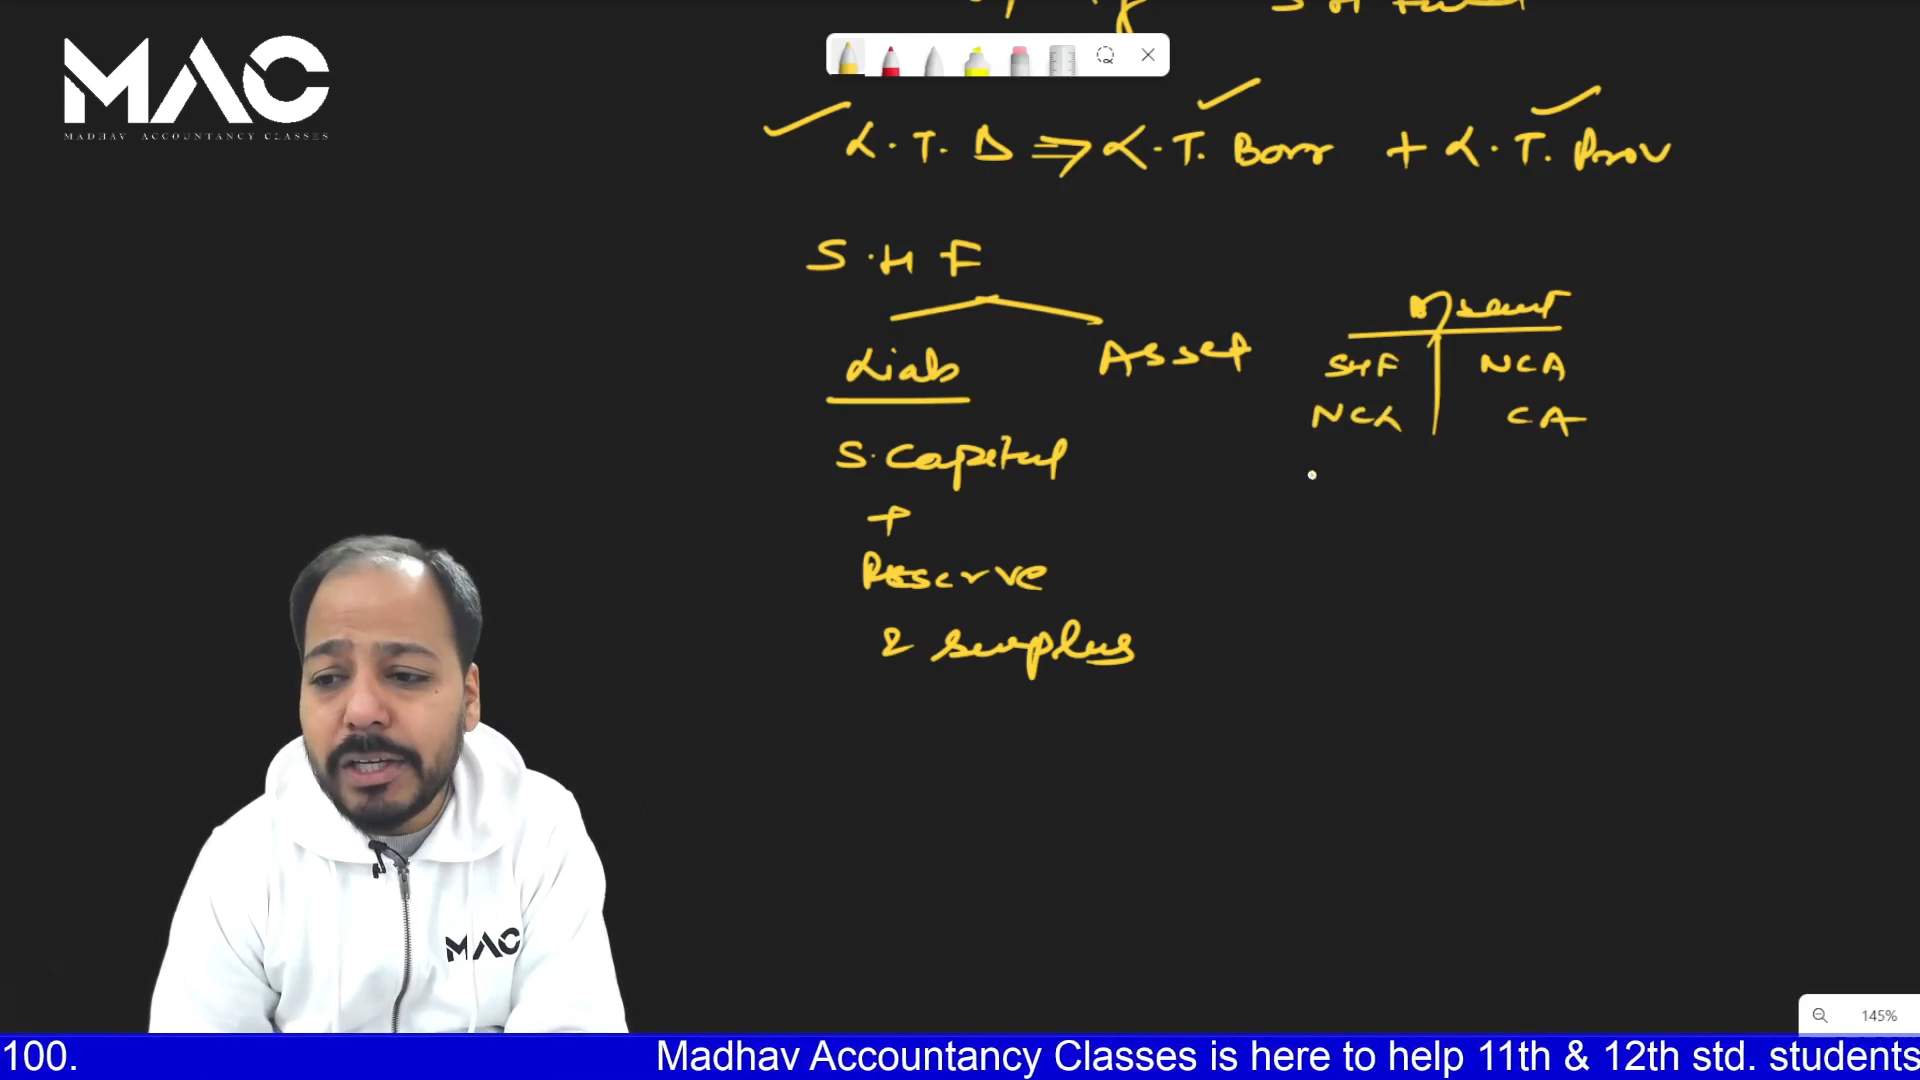 MAC
MADHAV ACCOUNTANCY CLASSES
L.T. D ⇒ L.T. Borr + L.T. Prov
S.H F
Liab Asset
B/sheet
SHF NCA
NCL CA
S. Capital
+
Reserve
& surplus
MAC
145%
100. Madhav Accountancy Classes is here to help 11th & 12th std. students